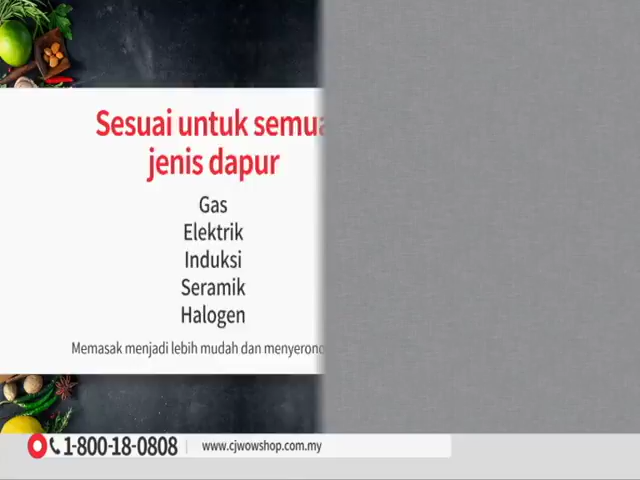 Sesuai untuk semua
jenis dapur
Gas
Elektrik
Induksi
Seramik
Halogen
Memasak menjadi lebih mudah dan
1-800-18-0808 | www.cjwowshop.com.my